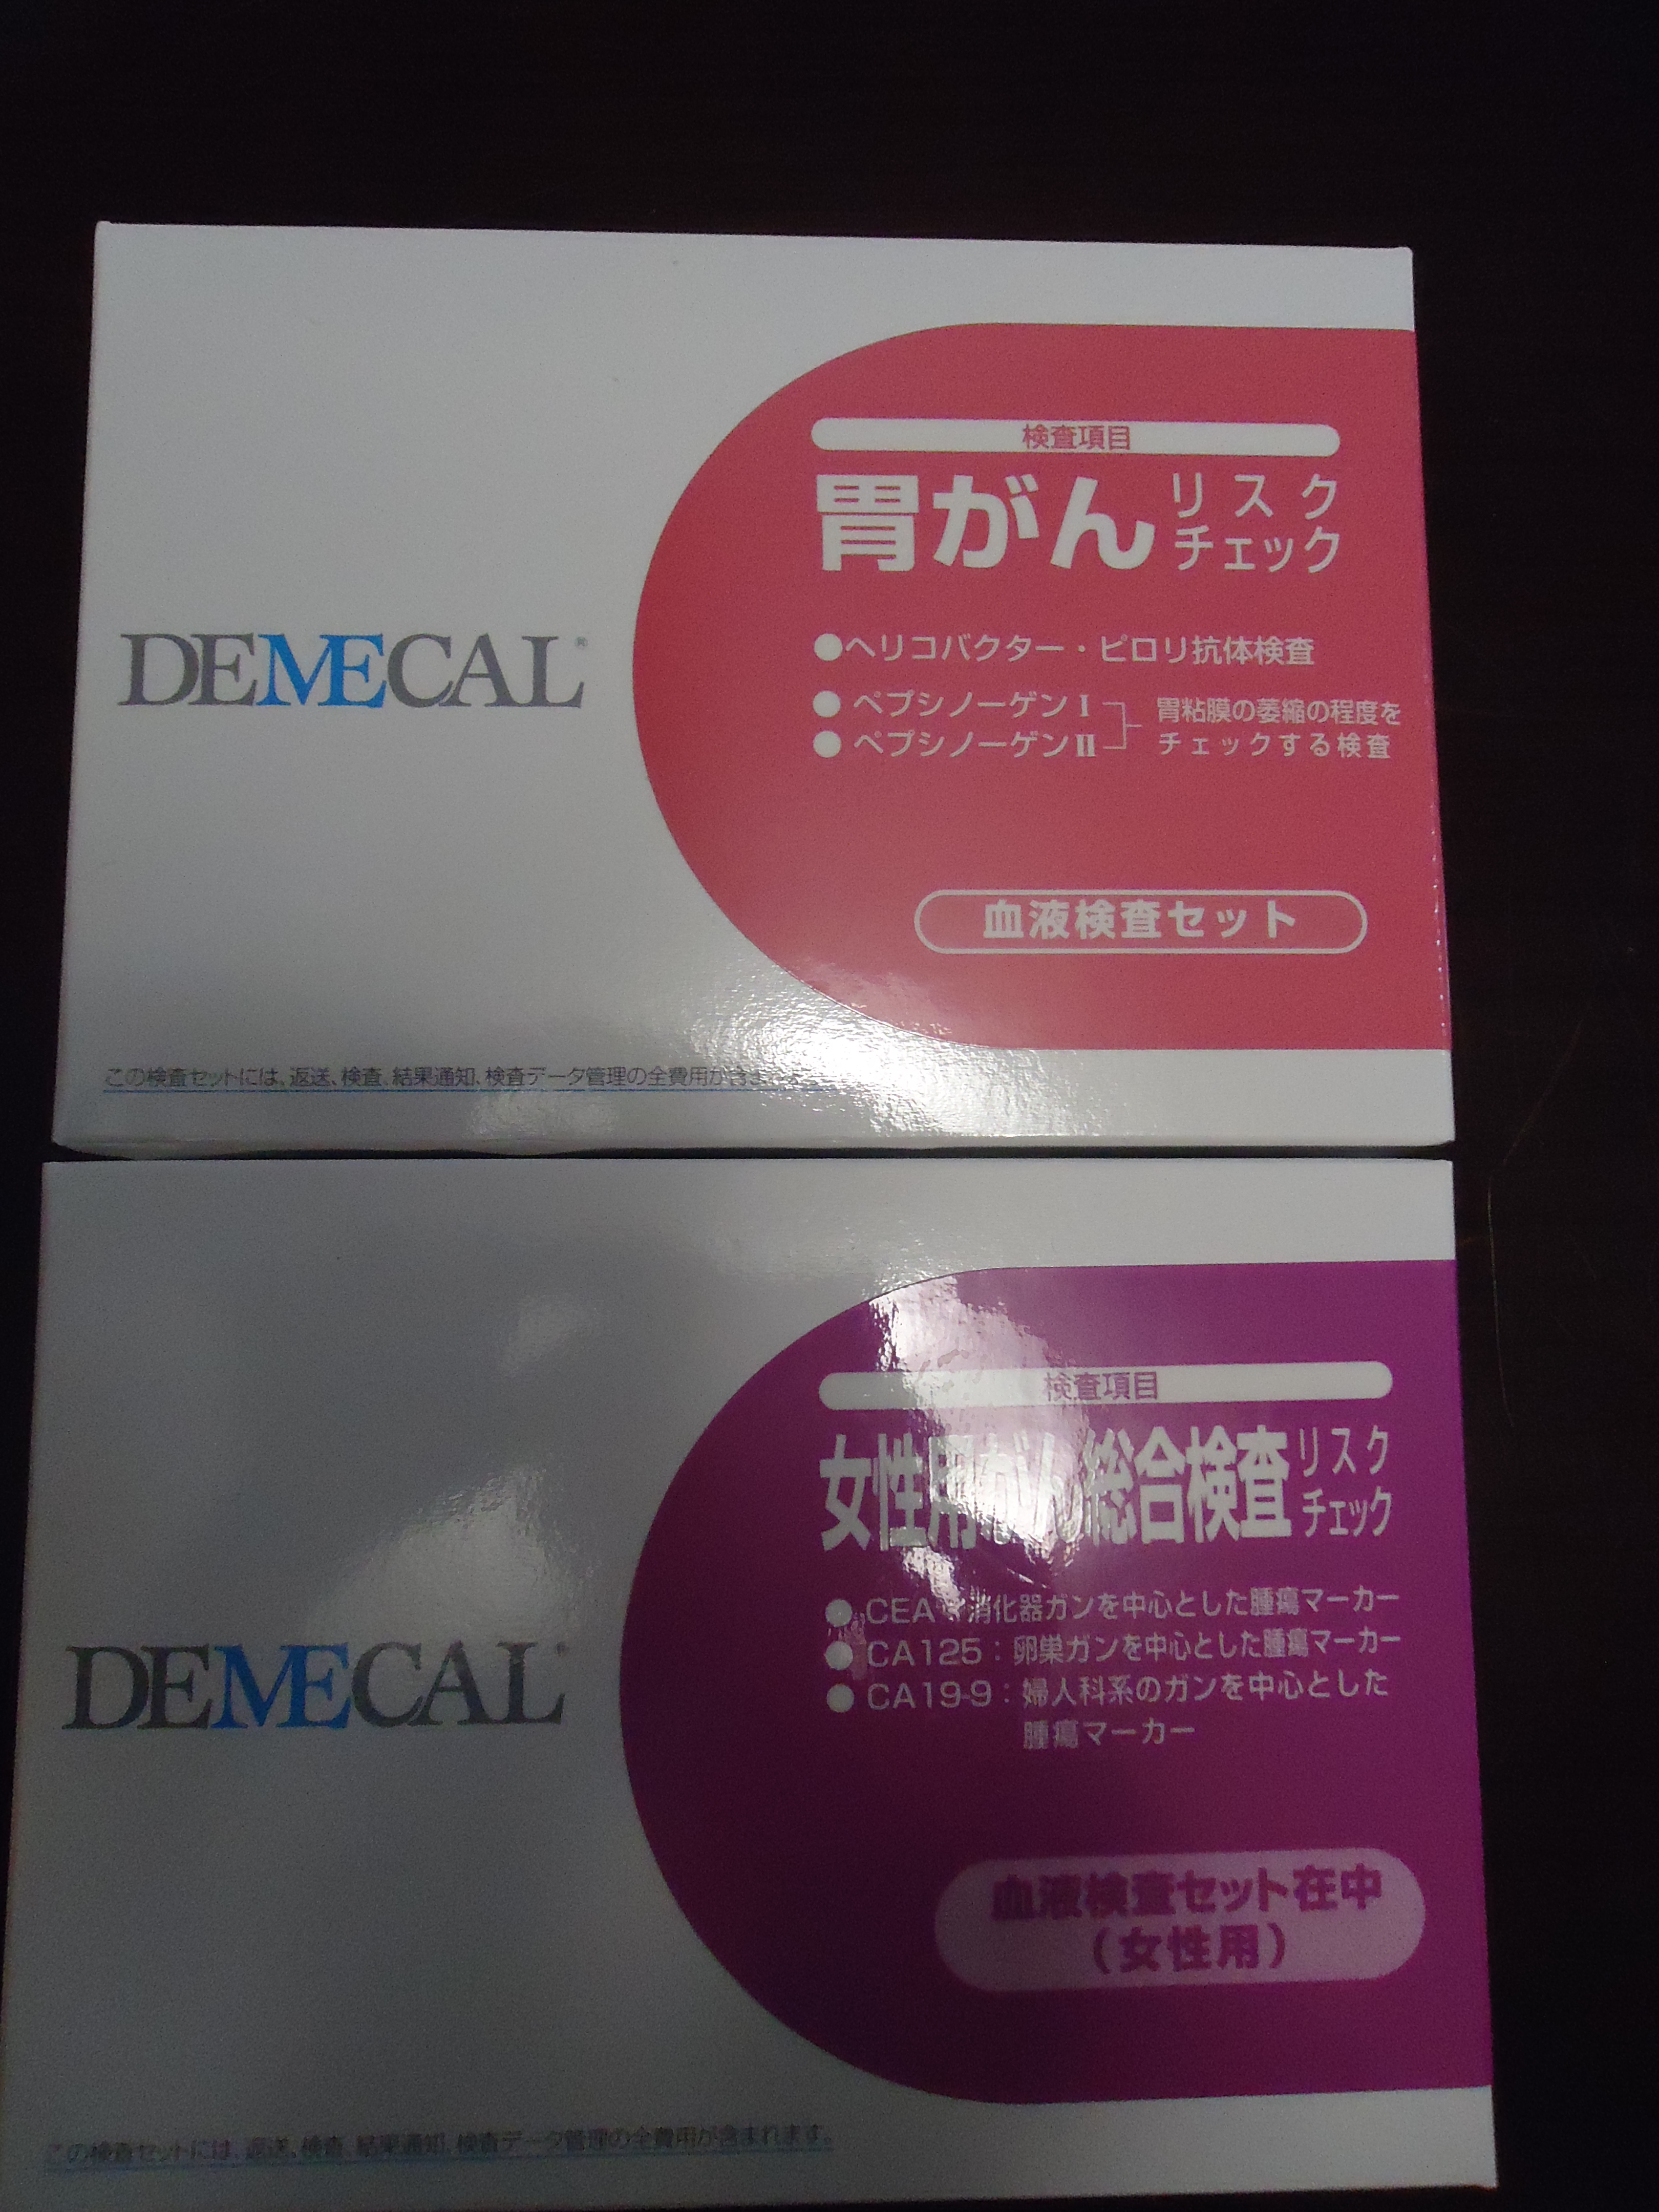 検査項目
胃がん リスク
チェック
●ヘリコバクター・ピロリ抗体検査
● ペプシノーゲンⅠ
● ペプシノーゲンⅡ
胃粘膜の萎縮の程度を
チェックする検査
DEMECAL®
血液検査セット
この検査セットには、返送、検査、結果通知、検査データ管理の全費用が含ま
検査項目
女性用がん総合検査 リスク
チェック
● CEA：消化器ガンを中心とした腫瘍マーカー
● CA125：卵巣ガンを中心とした腫瘍マーカー
● CA19-9：婦人科系のガンを中心とした
腫瘍マーカー
DEMECAL®
血液検査セット在中
（女性用）
この検査セットには、返送、検査、結果通知、検査データ管理の全費用が含まれます。